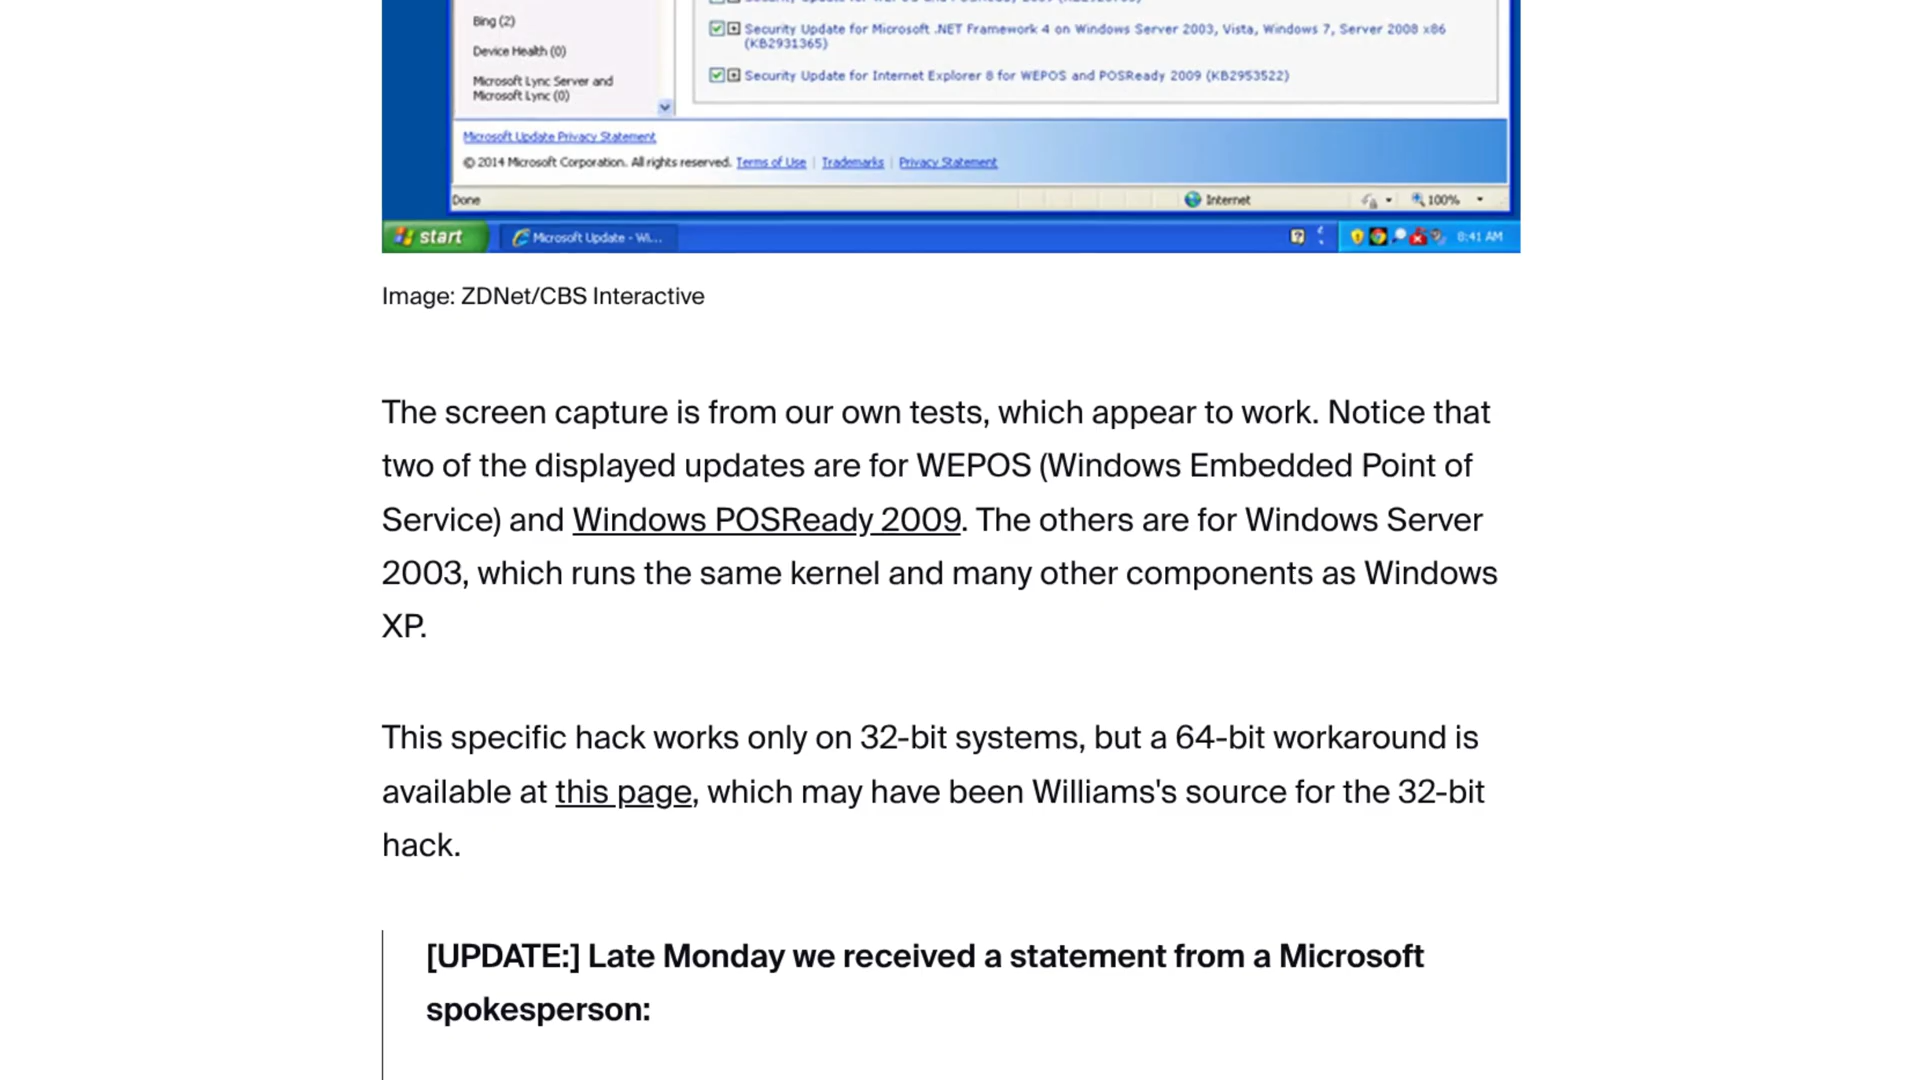 Bing (2)
Security Update for Microsoft .NET Framework 4 on Windows Server 2003, Vista, Windows 7, Server 2008 x86
(KB2931365)
Device Health (0)
Security Update for Internet Explorer 8 for WEPOS and POSReady 2009 (KB2953522)
Microsoft Lync Server and
Microsoft Lync (0)
Microsoft Update Privacy Statement
© 2014 Microsoft Corporation. All rights reserved. Terms of Use | Trademarks | Privacy Statement
Done Internet 100%
start Microsoft Update - Wi... 8:41 AM
Image: ZDNet/CBS Interactive
The screen capture is from our own tests, which appear to work. Notice that
two of the displayed updates are for WEPOS (Windows Embedded Point of
Service) and Windows POSReady 2009. The others are for Windows Server
2003, which runs the same kernel and many other components as Windows
XP.
This specific hack works only on 32-bit systems, but a 64-bit workaround is
available at this page, which may have been Williams's source for the 32-bit
hack.
[UPDATE:] Late Monday we received a statement from a Microsoft
spokesperson: